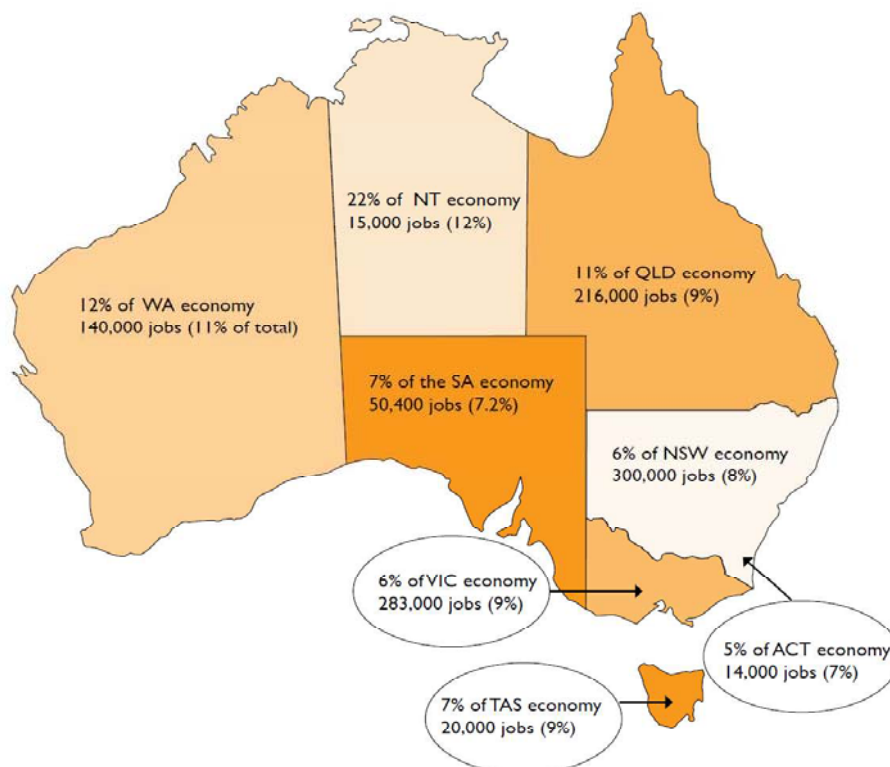 22% of NT economy
15,000 jobs (12%)
11% of QLD economy
216,000 jobs (9%)
12% of WA economy
140,000 jobs (11% of total)
7% of the SA economy
50,400 jobs (7.2%)
6% of NSW economy
300,000 jobs (8%)
6% of VIC economy
283,000 jobs (9%)
5% of ACT economy
14,000 jobs (7%)
7% of TAS economy
20,000 jobs (9%)